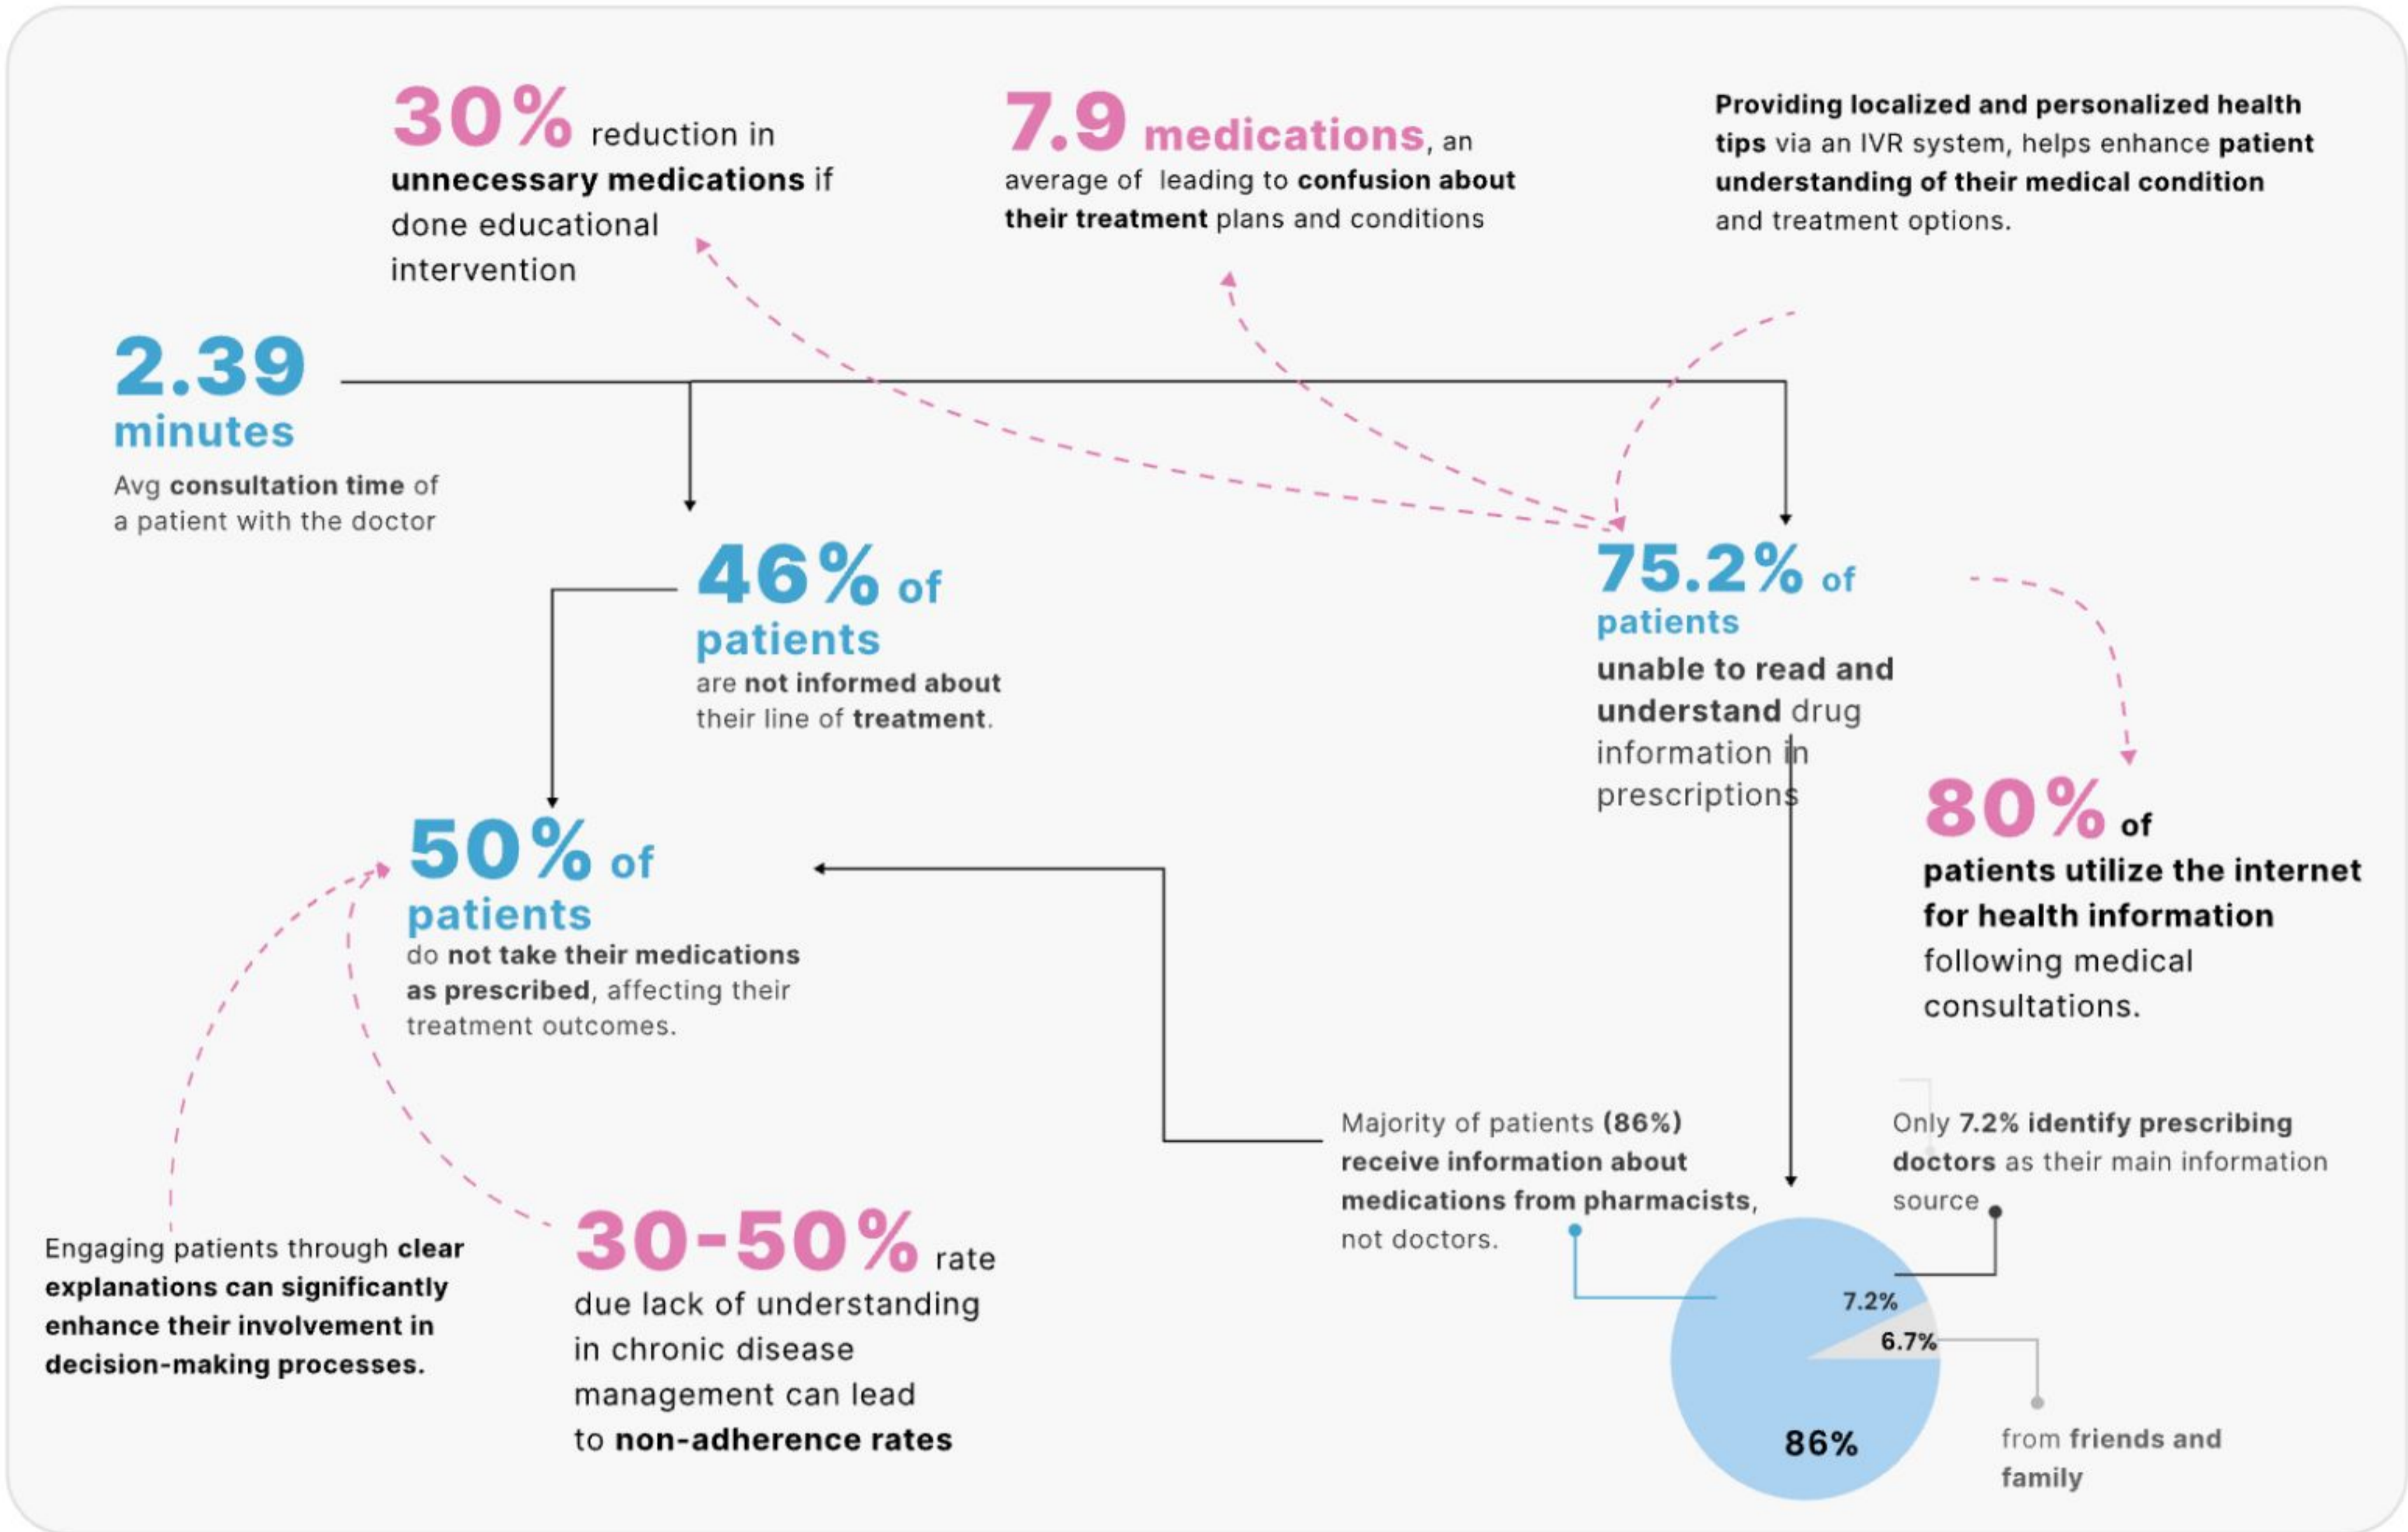 30% reduction in
unnecessary medications if
done educational
intervention
7.9 medications, an
average of leading to confusion about
their treatment plans and conditions
Providing localized and personalized health
tips via an IVR system, helps enhance patient
understanding of their medical condition
and treatment options.
2.39
minutes
Avg consultation time of
a patient with the doctor
46% of
patients
are not informed about
their line of treatment.
75.2% of
patients
unable to read and
understand drug
information in
prescriptions
80% of
patients utilize the internet
for health information
following medical
consultations.
50% of
patients
do not take their medications
as prescribed, affecting their
treatment outcomes.
Engaging patients through clear
explanations can significantly
enhance their involvement in
decision-making processes.
30-50% rate
due lack of understanding
in chronic disease
management can lead
to non-adherence rates
Majority of patients (86%)
receive information about
medications from pharmacists,
not doctors.
Only 7.2% identify prescribing
doctors as their main information
source
7.2%
6.7%
86%
from friends and
family